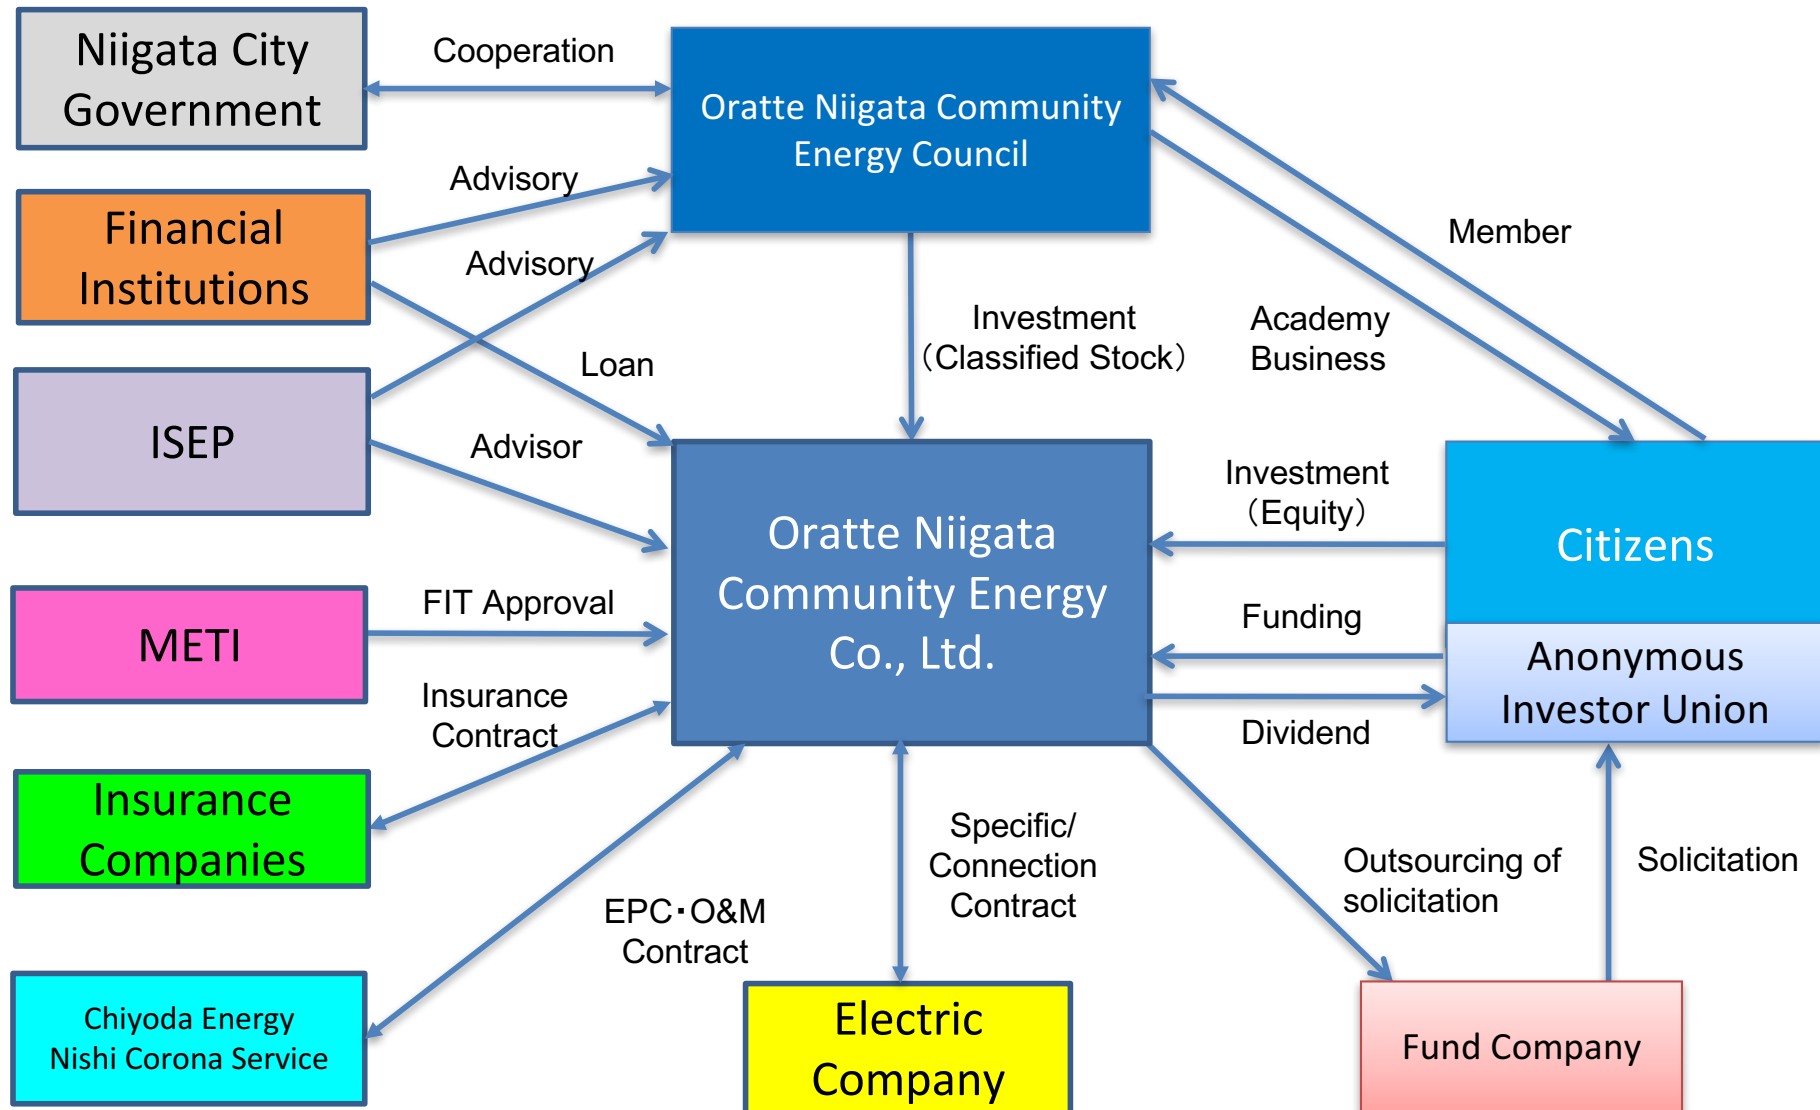 Niigata City
Government
Cooperation
Oratte Niigata Community
Energy Council
Financial
Institutions
Advisory
Advisory
Member
Loan
Investment
（Classified Stock）
Academy
Business
ISEP
Advisor
Oratte Niigata
Community Energy
Co., Ltd.
Investment
（Equity）
Citizens
METI
FIT Approval
Funding
Anonymous
Investor Union
Dividend
Insurance
Contract
Insurance
Companies
Specific/
Connection
Contract
Outsourcing of
solicitation
Solicitation
EPC・O&M
Contract
Chiyoda Energy
Nishi Corona Service
Electric
Company
Fund Company